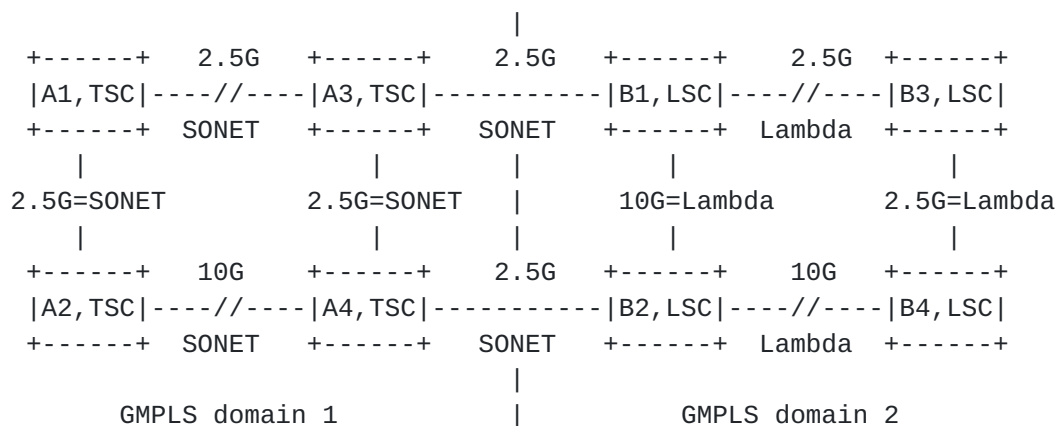 |
 +------+   2.5G   +------+    2.5G   +------+    2.5G  +------+
 |A1,TSC|----//----|A3,TSC|-----------|B1,LSC|----//----|B3,LSC|
 +------+  SONET   +------+   SONET   +------+  Lambda  +------+
    |                 |        |         |                 |
2.5G=SONET        2.5G=SONET   |     10G=Lambda       2.5G=Lambda
    |                 |        |         |                 |
 +------+   10G    +------+    2.5G   +------+    10G   +------+
 |A2,TSC|----//----|A4,TSC|-----------|B2,LSC|----//----|B4,LSC|
 +------+  SONET   +------+   SONET   +------+  Lambda  +------+
                               |
      GMPLS domain 1           |         GMPLS domain 2